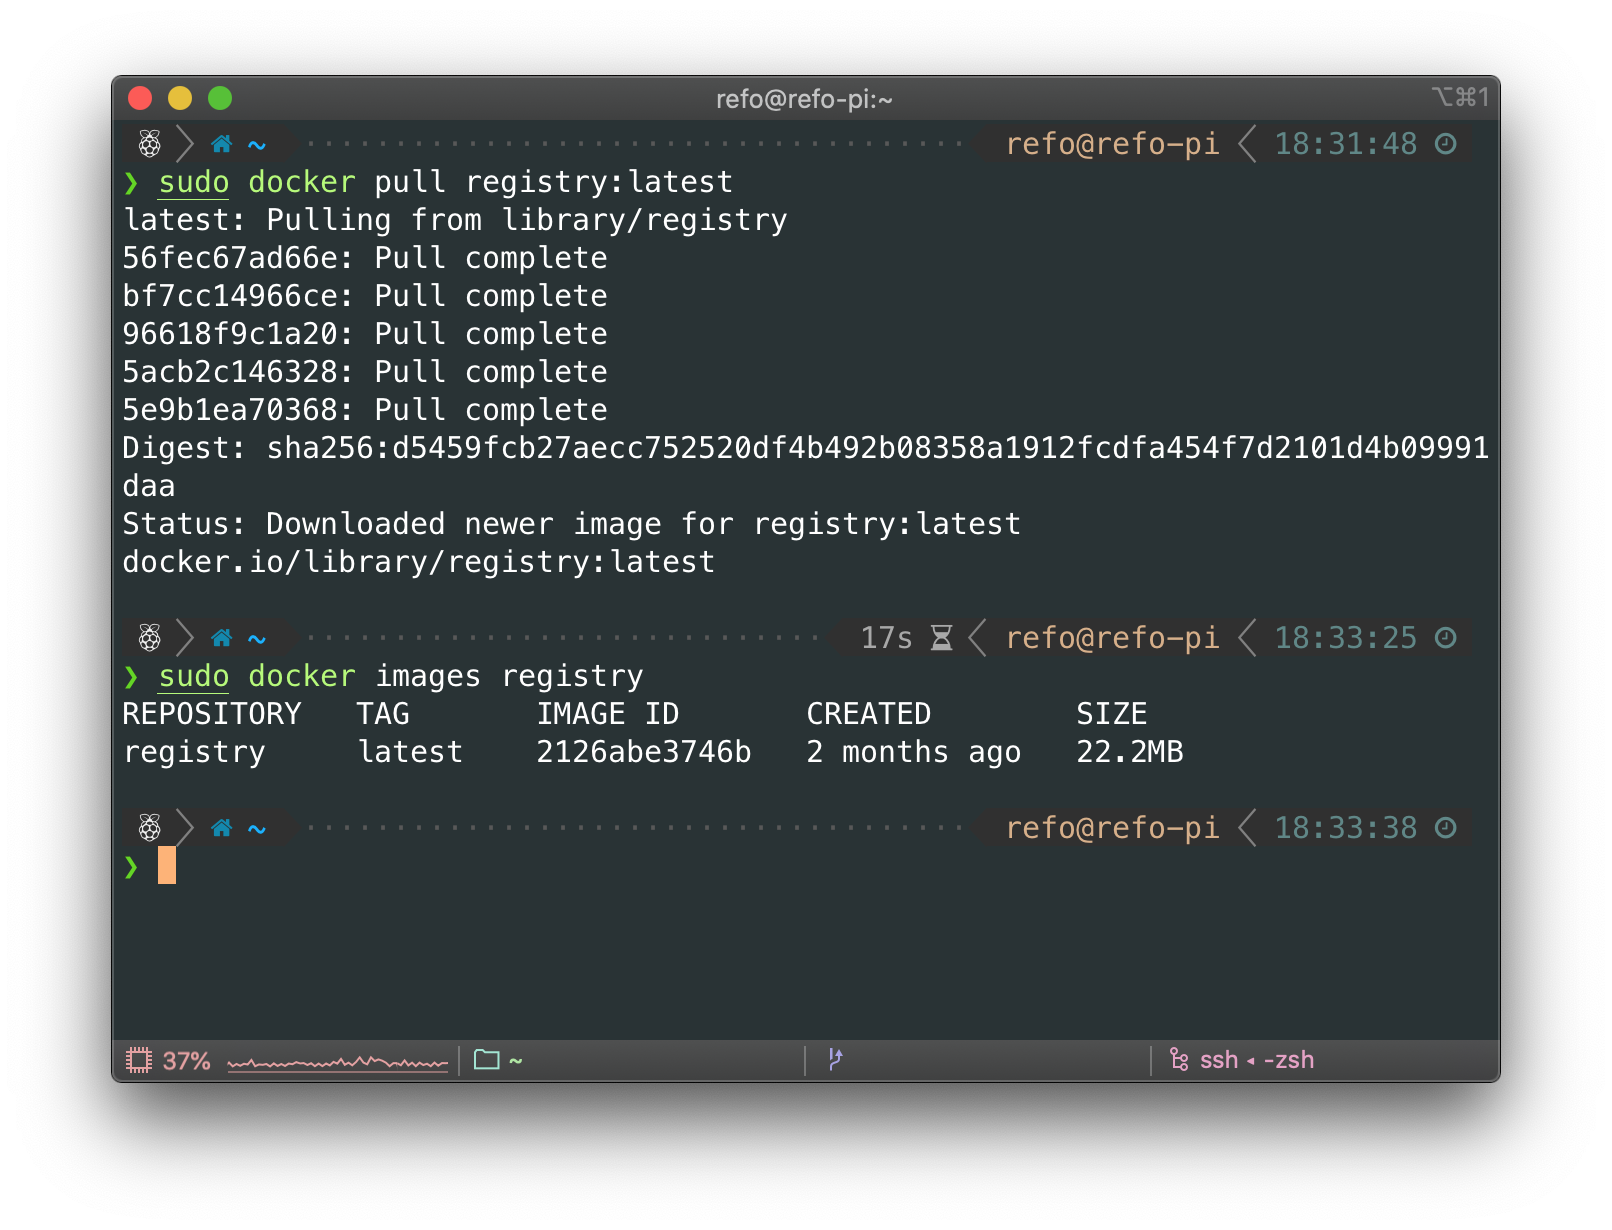 refo@refo-pi:~ ⌥⌘1
~ refo@refo-pi 18:31:48
❯ sudo docker pull registry:latest
latest: Pulling from library/registry
56fec67ad66e: Pull complete
bf7cc14966ce: Pull complete
96618f9c1a20: Pull complete
5acb2c146328: Pull complete
5e9b1ea70368: Pull complete
Digest: sha256:d5459fcb27aecc752520df4b492b08358a1912fcdfa454f7d2101d4b09991
daa
Status: Downloaded newer image for registry:latest
docker.io/library/registry:latest
~ 17s refo@refo-pi 18:33:25
❯ sudo docker images registry
REPOSITORY TAG IMAGE ID CREATED SIZE
registry latest 2126abe3746b 2 months ago 22.2MB
~ refo@refo-pi 18:33:38
❯
37% ~ ssh ◂ -zsh